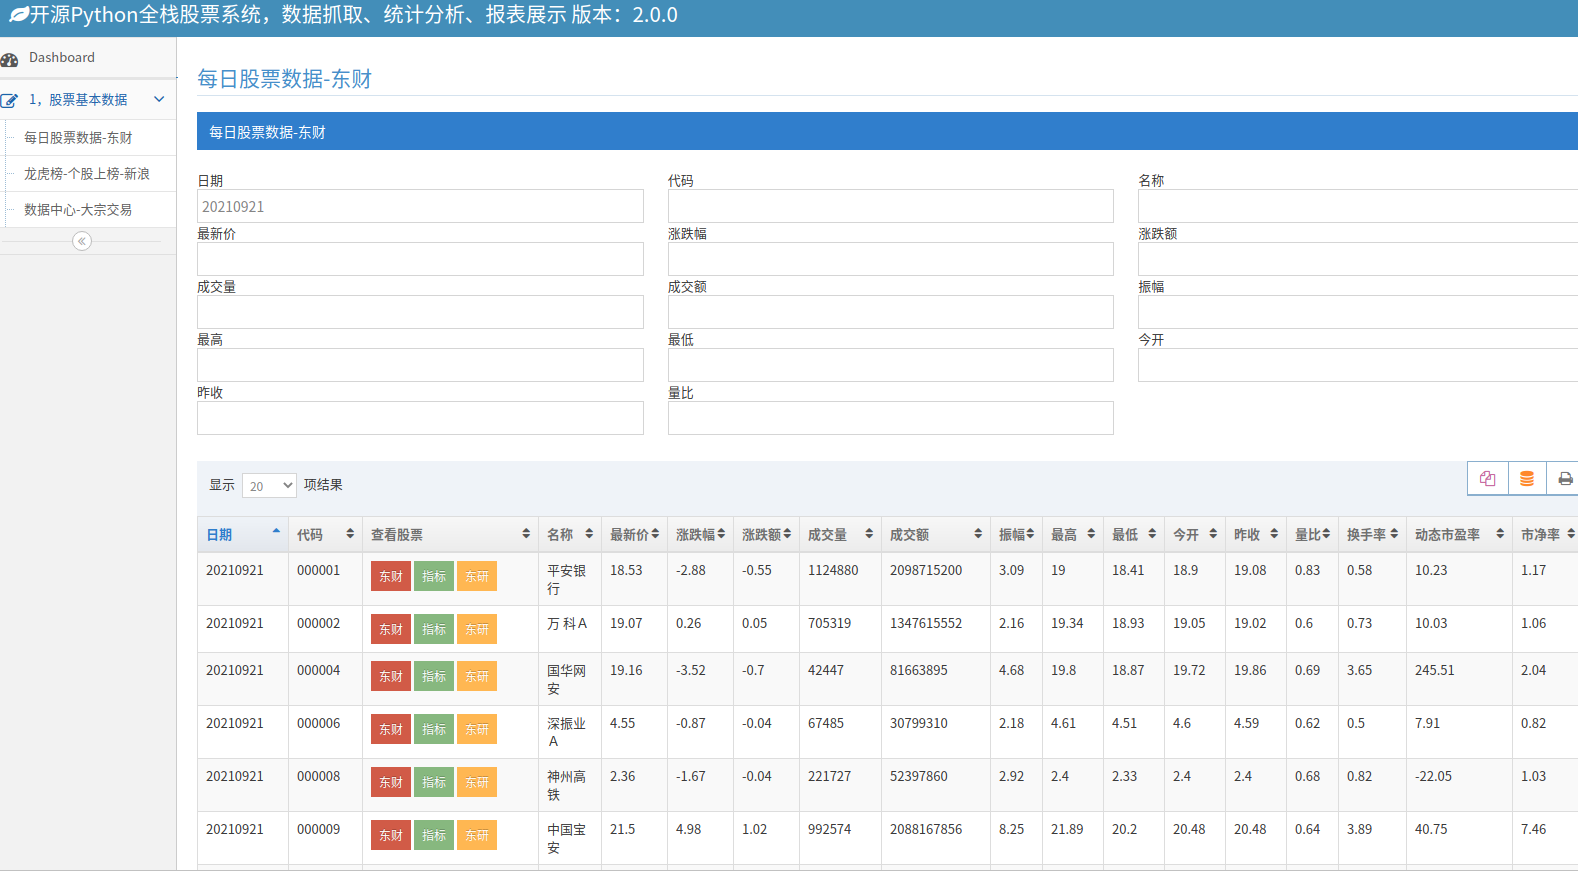 开源Python全栈股票系统，数据抓取、统计分析、报表展示 版本：2.0.0
Dashboard
1，股票基本数据
每日股票数据-东财
龙虎榜-个股上榜-新浪
数据中心-大宗交易
每日股票数据-东财
每日股票数据-东财
日期 代码 名称
20210921
最新价 涨跌幅 涨跌额
成交量 成交额 振幅
最高 最低 今开
昨收 量比
显示 20 项结果
日期 代码 查看股票 名称 最新价 涨跌幅 涨跌额 成交量 成交额 振幅 最高 最低 今开 昨收 量比 换手率 动态市盈率 市净率
20210921 000001 东财 指标 东研 平安银行 18.53 -2.88 -0.55 1124880 2098715200 3.09 19 18.41 18.9 19.08 0.83 0.58 10.23 1.17
20210921 000002 东财 指标 东研 万 科Ａ 19.07 0.26 0.05 705319 1347615552 2.16 19.34 18.93 19.05 19.02 0.6 0.73 10.03 1.06
20210921 000004 东财 指标 东研 国华网安 19.16 -3.52 -0.7 42447 81663895 4.68 19.8 18.87 19.72 19.86 0.69 3.65 245.51 2.04
20210921 000006 东财 指标 东研 深振业Ａ 4.55 -0.87 -0.04 67485 30799310 2.18 4.61 4.51 4.6 4.59 0.62 0.5 7.91 0.82
20210921 000008 东财 指标 东研 神州高铁 2.36 -1.67 -0.04 221727 52397860 2.92 2.4 2.33 2.4 2.4 0.68 0.82 -22.05 1.03
20210921 000009 东财 指标 东研 中国宝安 21.5 4.98 1.02 992574 2088167856 8.25 21.89 20.2 20.48 20.48 0.64 3.89 40.75 7.46